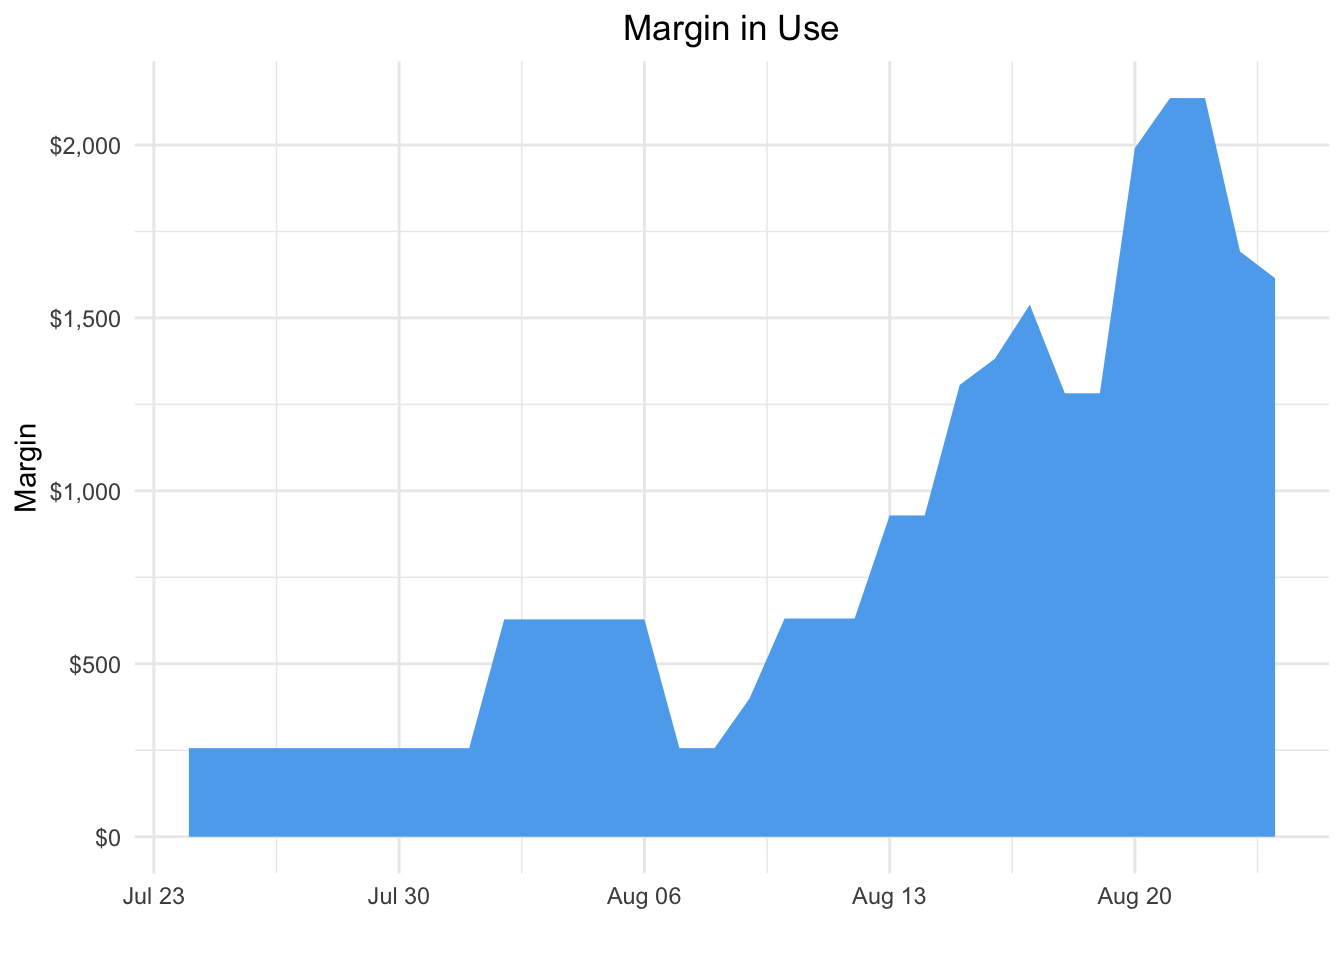 Margin in Use
Margin
$2,000
$1,500
$1,000
$500
$0
Jul 23
Jul 30
Aug 06
Aug 13
Aug 20